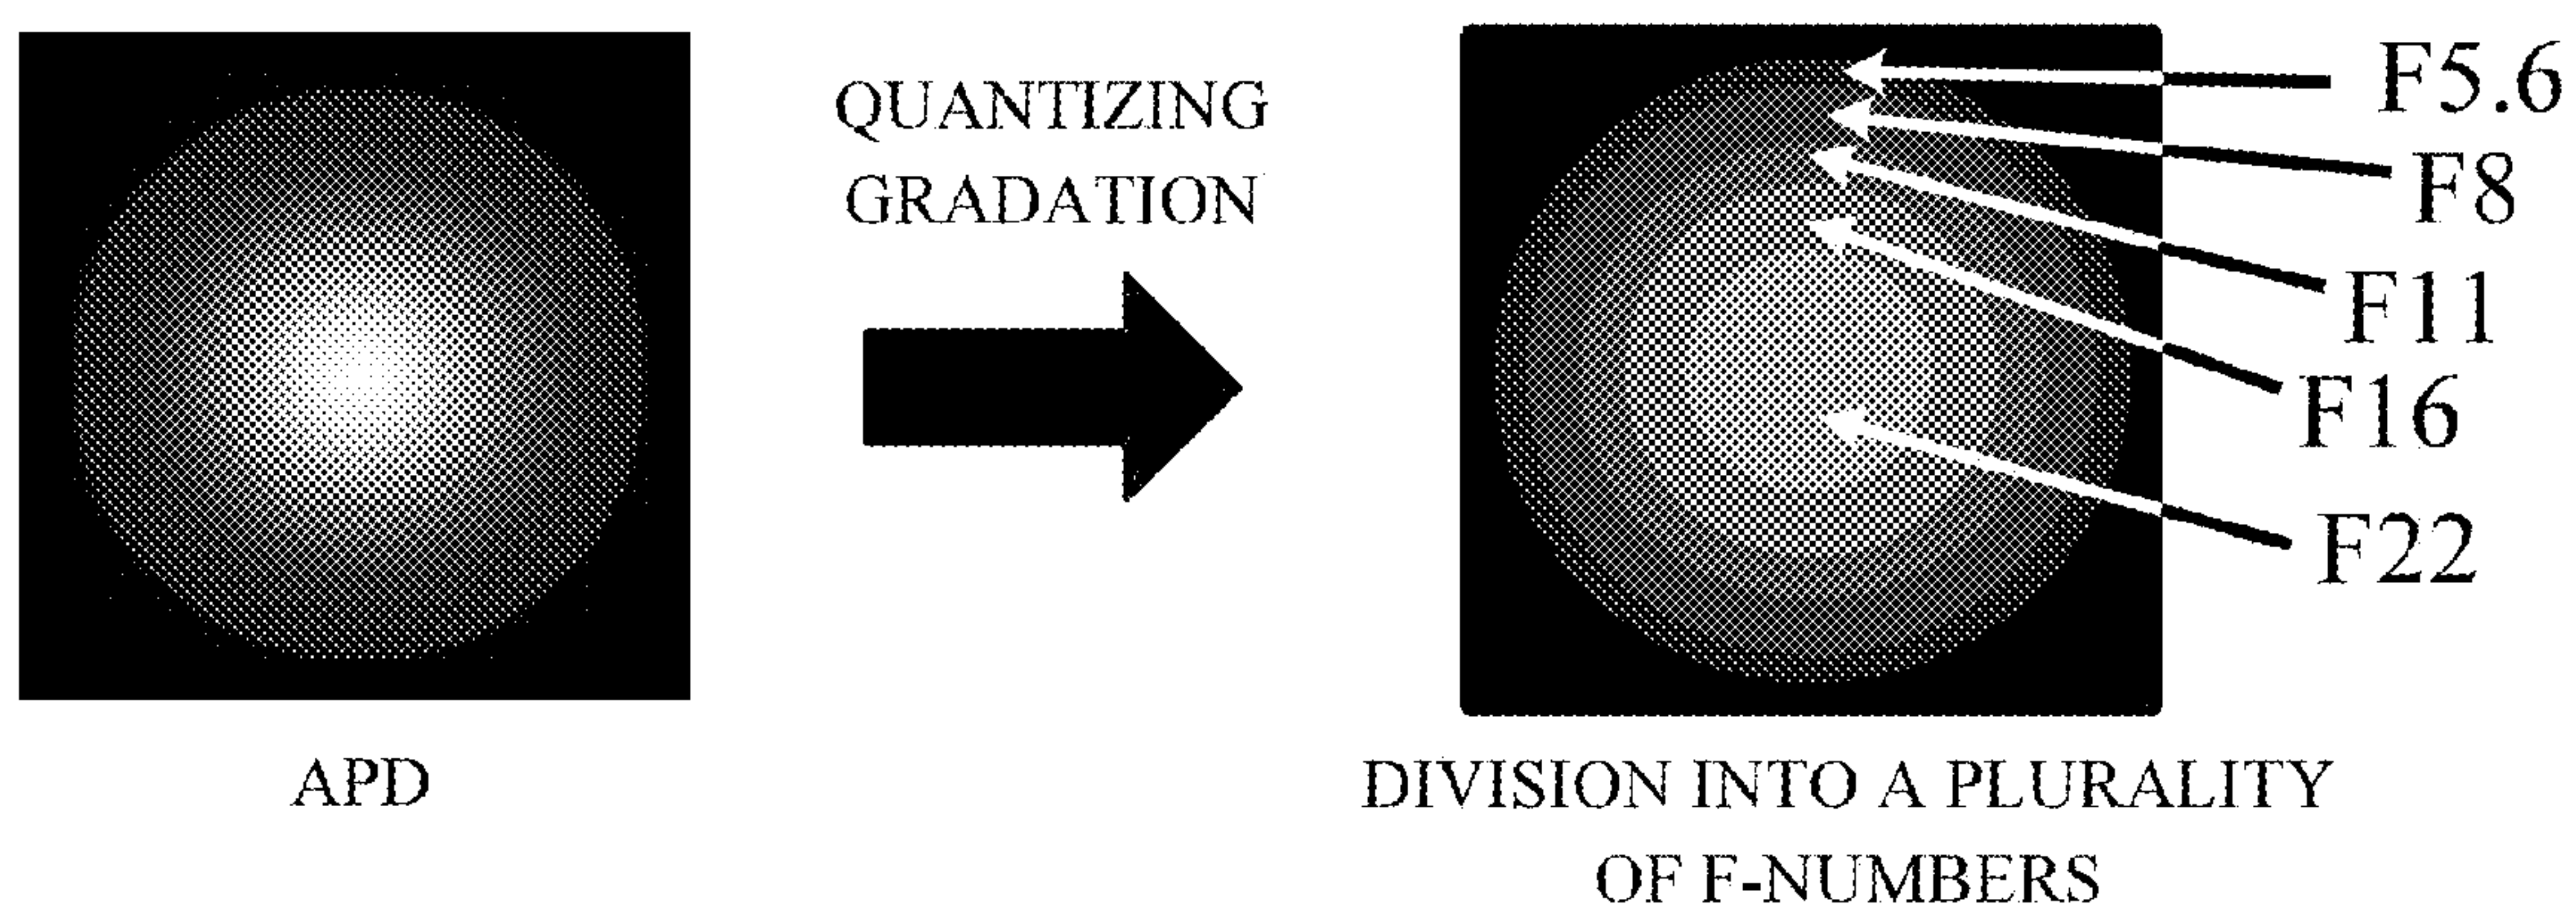 QUANTIZING
GRADATION
F5.6
F8
F11
F16
F22
APD
DIVISION INTO A PLURALITY
OF F-NUMBERS